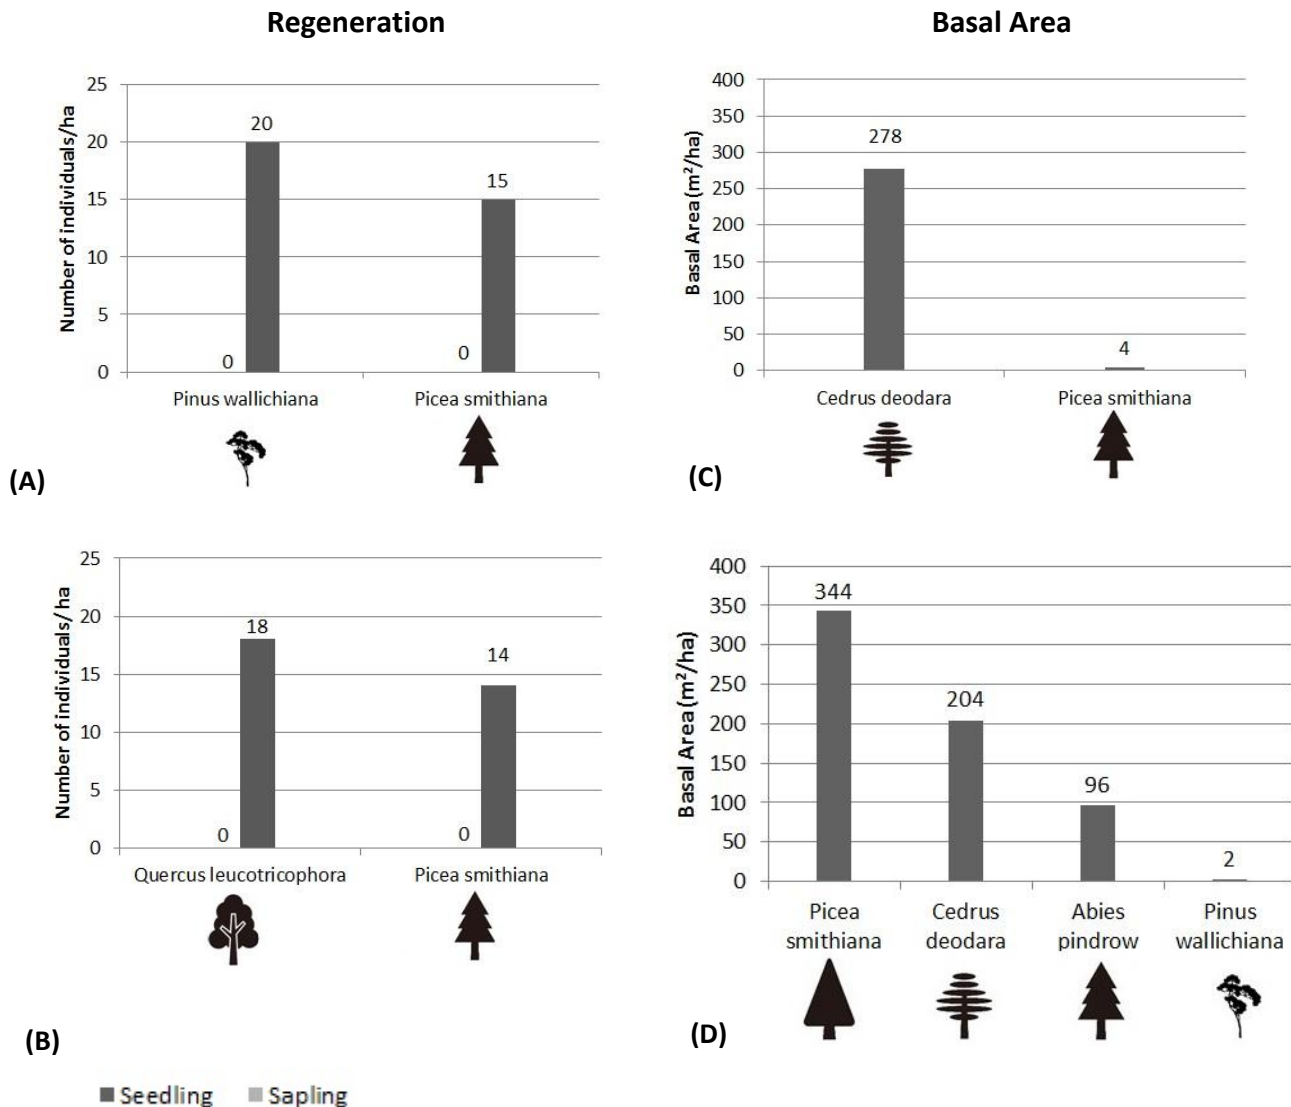 Regeneration
Basal Area
25
20
15
10
5
0
Number of individuals/ha
20
0
15
0
Pinus wallichiana
Picea smithiana
(A)
400
350
300
250
200
150
100
50
0
Basal Area (m²/ha)
278
4
Cedrus deodara
Picea smithiana
(C)
25
20
15
10
5
0
Number of individuals/ ha
18
0
14
0
Quercus leucotricophora
Picea smithiana
(B)
Seedling
Sapling
400
350
300
250
200
150
100
50
0
Basal Area (m²/ha)
344
204
96
2
Picea
smithiana
Cedrus
deodara
Abies
pindrow
Pinus
wallichiana
(D)